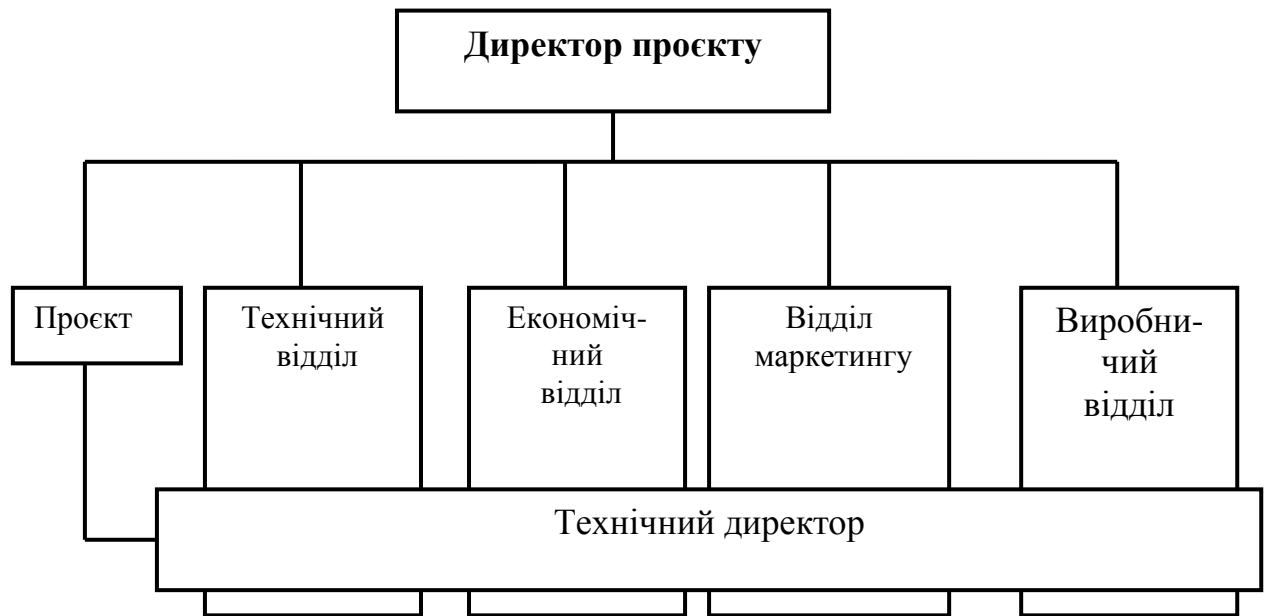 Директор проєкту
Проєкт
Технічний
відділ
Економіч-
ний
відділ
Відділ
маркетингу
Виробни-
чий
відділ
Технічний директор